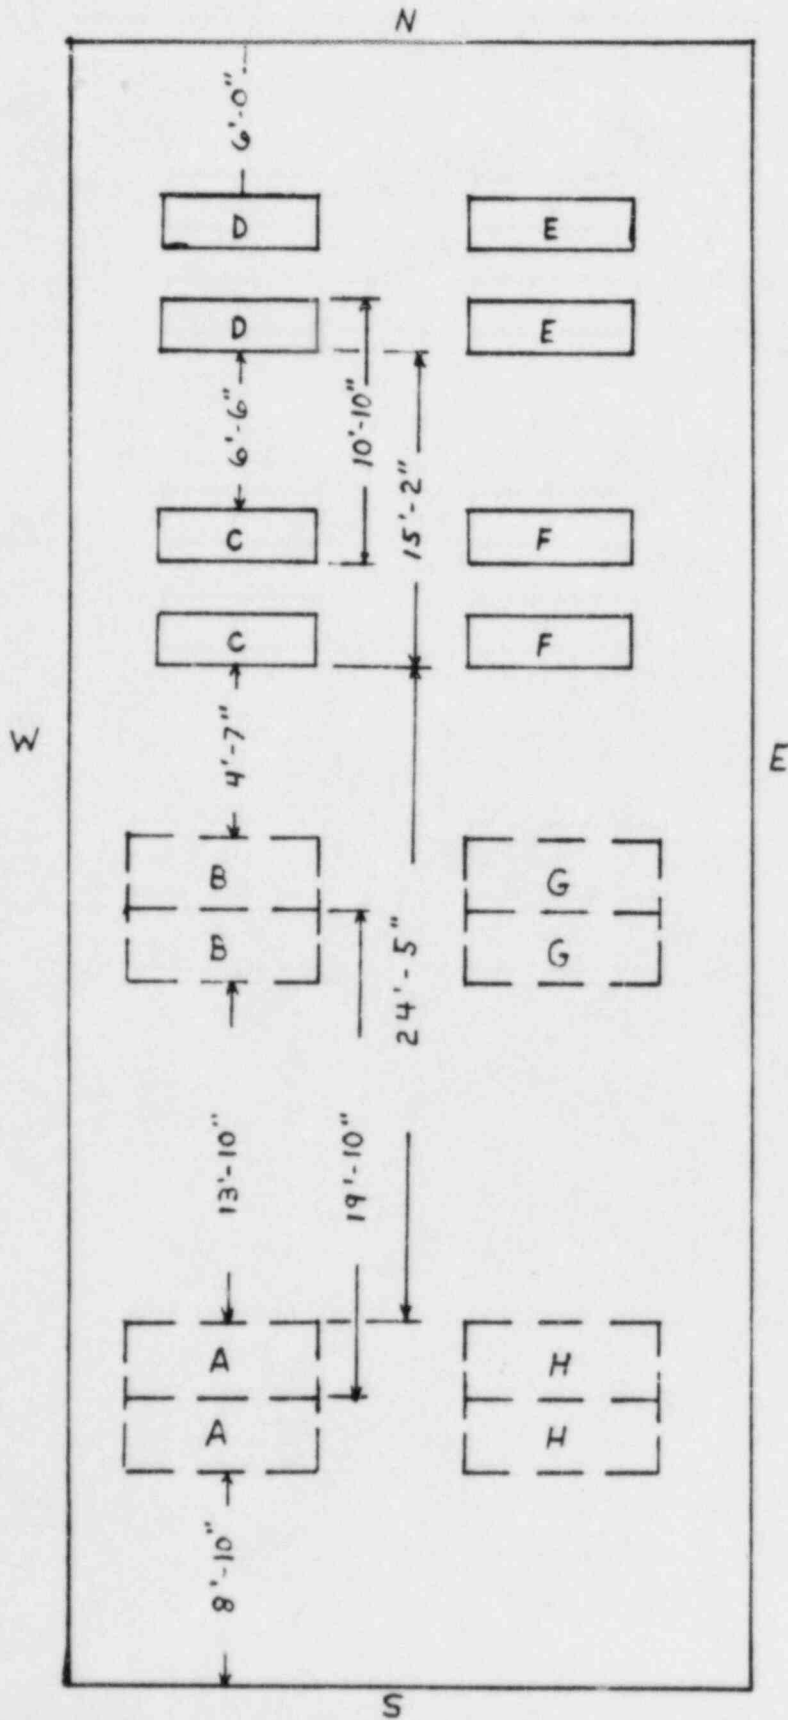 N
6'-0"
D E
D E
6'-6" 10'-10" 15'-2"
C F
C F
W 4'-7" E
B G
B G
24'-5"
13'-10" 19'-10"
A H
A H
8'-10"
S